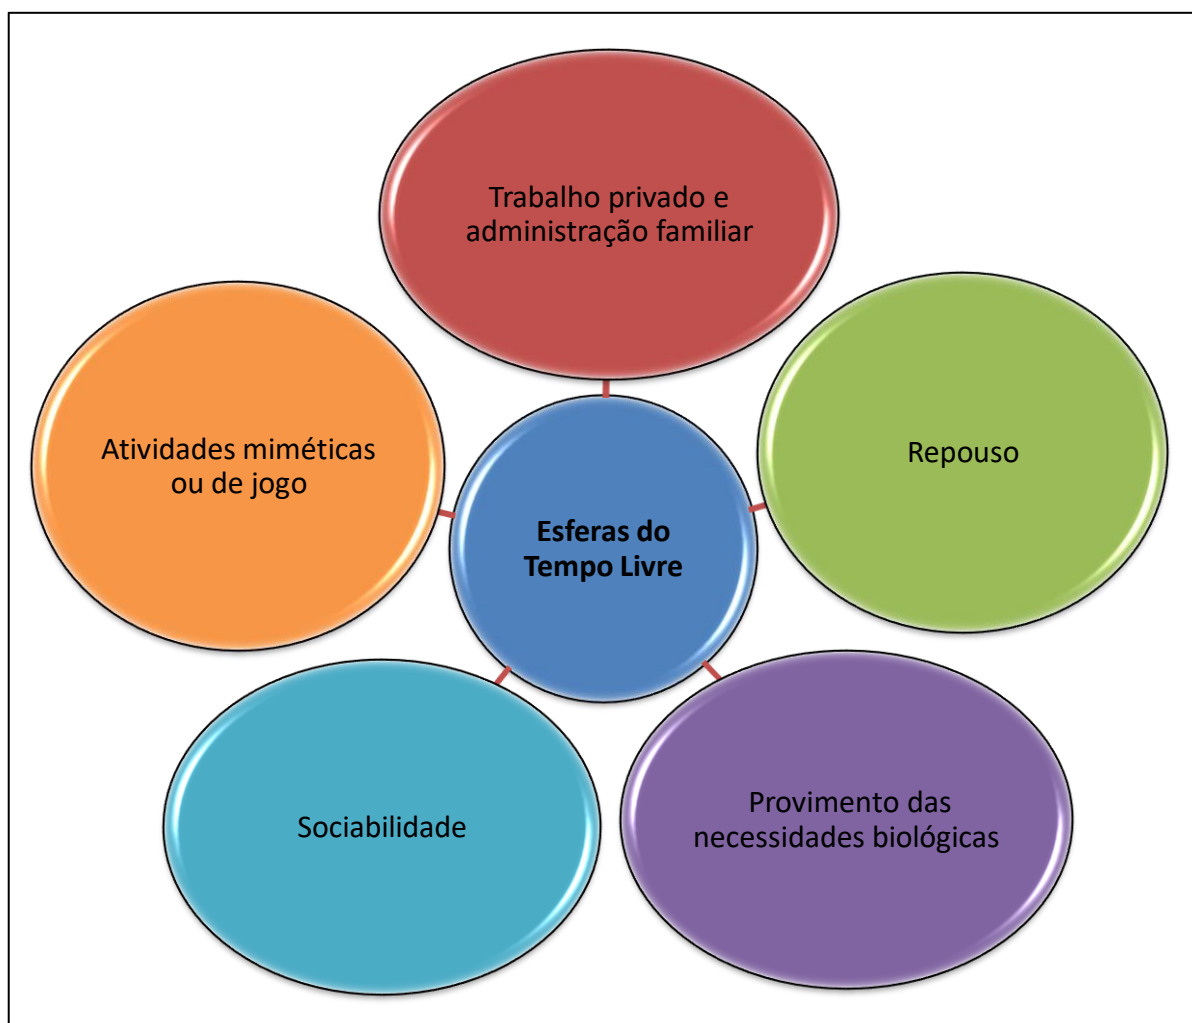 Trabalho privado e
administração familiar
Atividades miméticas
ou de jogo
Repouso
Esferas do
Tempo Livre
Sociabilidade
Provimento das
necessidades biológicas